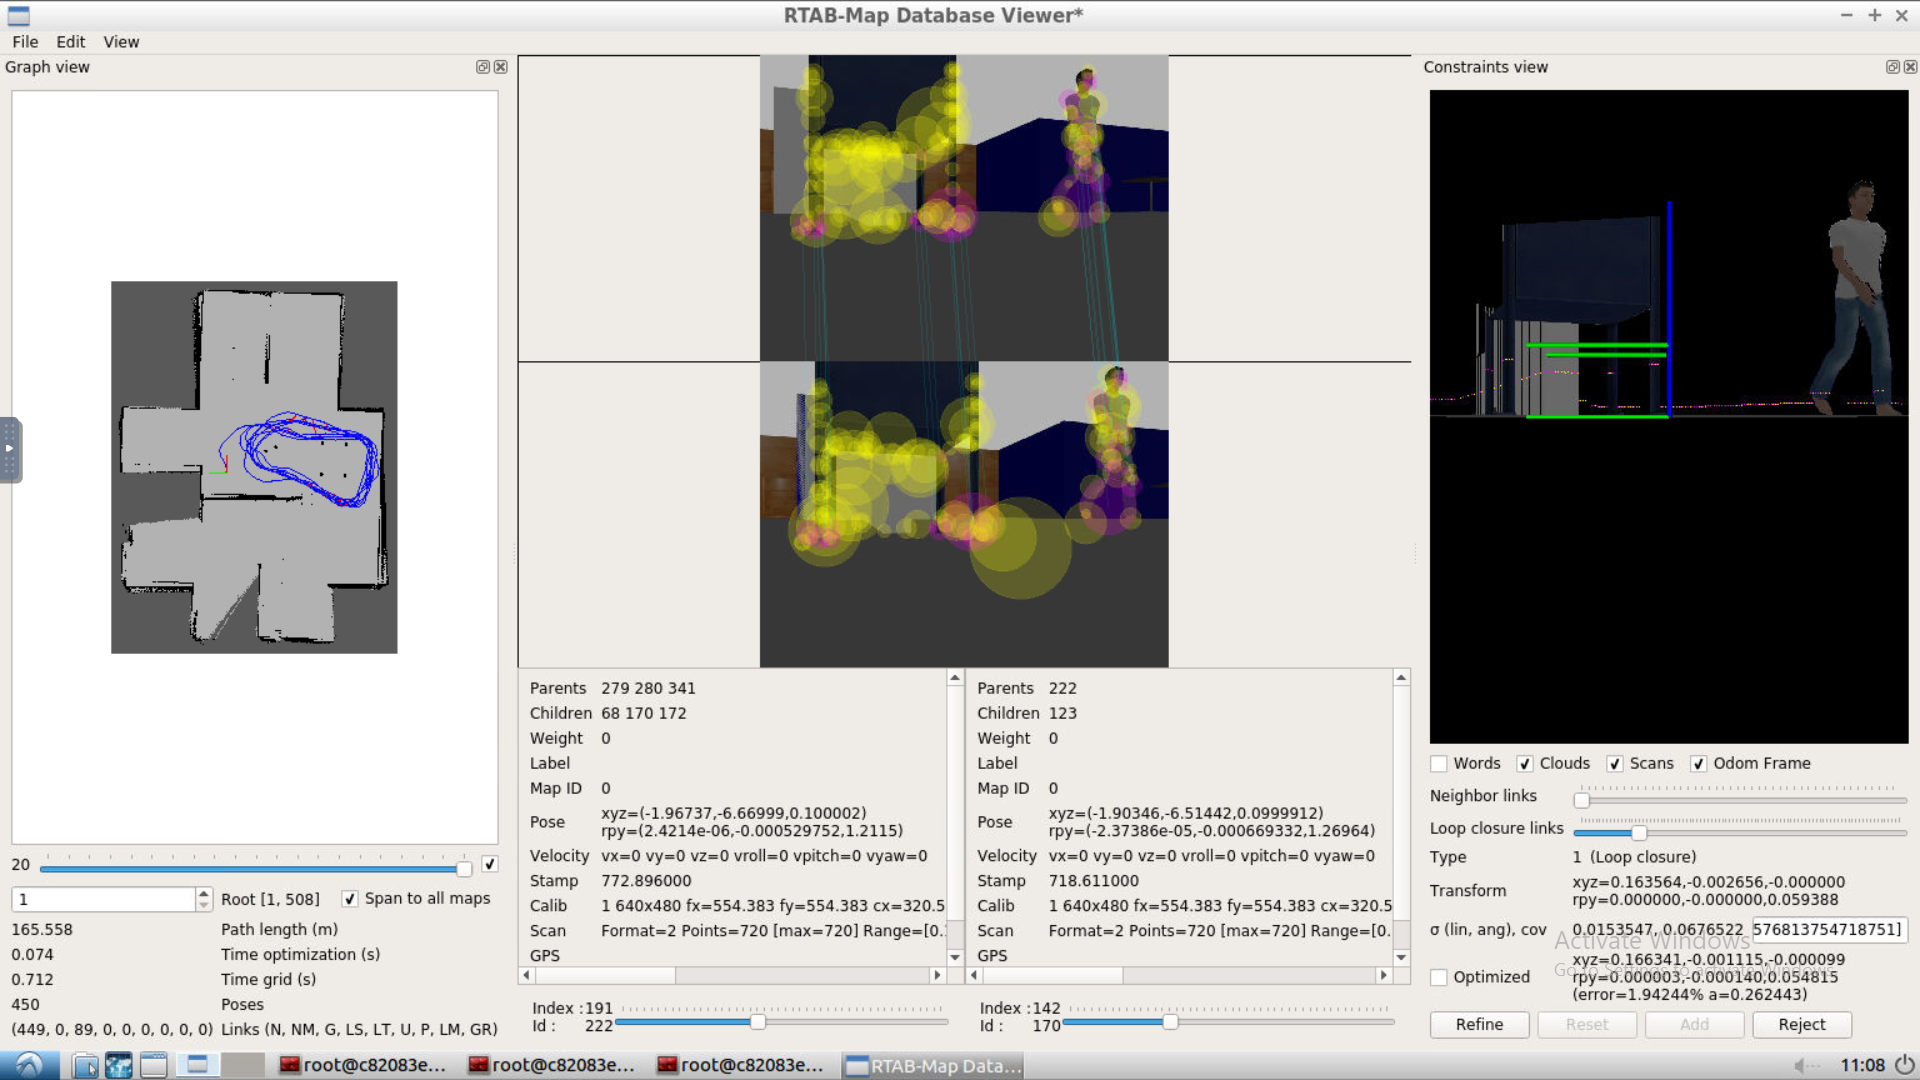 RTAB-Map Database Viewer*
File Edit View
Graph view
Constraints view
Parents 279 280 341
Children 68 170 172
Weight 0
Label
Map ID 0
Pose xyz=(-1.96737,-6.66999,0.100002)
rpy=(2.4214e-06,-0.000529752,1.2115)
Velocity vx=0 vy=0 vz=0 vroll=0 vpitch=0 vyaw=0
Stamp 772.896000
Calib 1 640x480 fx=554.383 fy=554.383 cx=320.5
Scan Format=2 Points=720 [max=720] Range=[0.
GPS
Index :191
Id : 222
Parents 222
Children 123
Weight 0
Label
Map ID 0
Pose xyz=(-1.90346,-6.51442,0.0999912)
rpy=(-2.37386e-05,-0.000669332,1.26964)
Velocity vx=0 vy=0 vz=0 vroll=0 vpitch=0 vyaw=0
Stamp 718.611000
Calib 1 640x480 fx=554.383 fy=554.383 cx=320.5
Scan Format=2 Points=720 [max=720] Range=[0.
GPS
Index :142
Id : 170
20
1 Root [1, 508] Span to all maps
165.558 Path length (m)
0.074 Time optimization (s)
0.712 Time grid (s)
450 Poses
(449, 0, 89, 0, 0, 0, 0, 0, 0) Links (N, NM, G, LS, LT, U, P, LM, GR)
Words Clouds Scans Odom Frame
Neighbor links
Loop closure links
Type 1 (Loop closure)
Transform xyz=0.163564,-0.002656,-0.000000
rpy=0.000000,-0.000000,0.059388
σ (lin, ang), cov 0.0153547, 0.0676522 576813754718751]
Activate Windows
Go to Settings to activate Windows.
Optimized xyz=0.166341,-0.001115,-0.000099
rpy=0.000003,-0.000140,0.054815
(error=1.94244% a=0.262443)
Refine Reset Add Reject
root@c82083e... root@c82083e... root@c82083e... RTAB-Map Data... 11:08